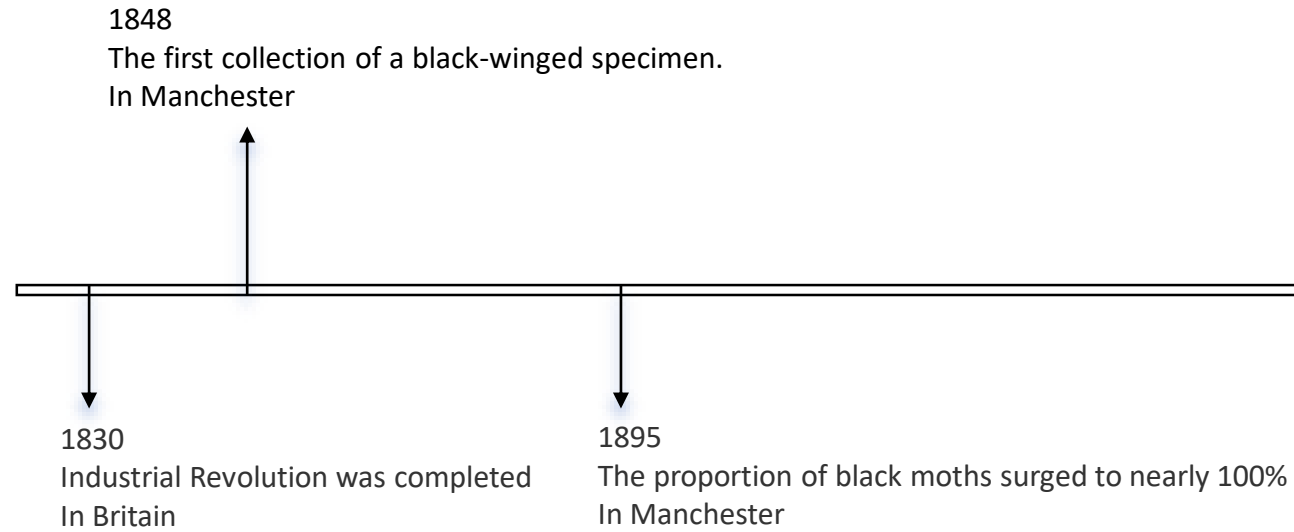 1848
The first collection of a black-winged specimen.
In Manchester
1830
Industrial Revolution was completed
In Britain
1895
The proportion of black moths surged to nearly 100%
In Manchester